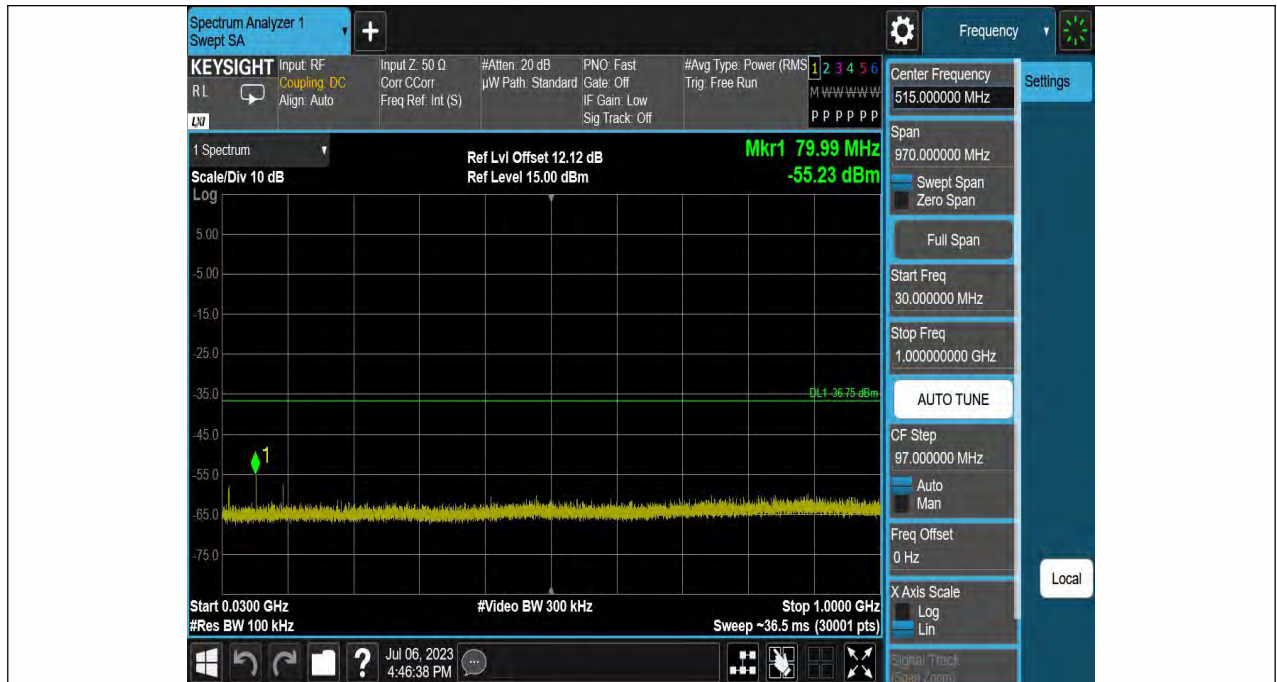 Spectrum Analyzer 1
Swept SA
+
Frequency
KEYSIGHT
R L
LXI
Input: RF
Coupling: DC
Align: Auto
Input Z: 50 Ω
Corr CCorr
Freq Ref: Int (S)
#Atten: 20 dB
µW Path: Standard
PNO: Fast
Gate: Off
IF Gain: Low
Sig Track: Off
#Avg Type: Power (RMS
Trig: Free Run
1 2 3 4 5 6
M W W W W W
P P P P P P
1 Spectrum
Scale/Div 10 dB
Ref Lvl Offset 12.12 dB
Ref Level 15.00 dBm
Mkr1 79.99 MHz
-55.23 dBm
Log
5.00
-5.00
-15.0
-25.0
-35.0
-45.0
-55.0
-65.0
-75.0
DL1 -36.75 dBm
1
Start 0.0300 GHz
#Res BW 100 kHz
#Video BW 300 kHz
Stop 1.0000 GHz
Sweep ~36.5 ms (30001 pts)
?
Jul 06, 2023
4:46:38 PM
Center Frequency
515.000000 MHz
Settings
Span
970.000000 MHz
Swept Span
Zero Span
Full Span
Start Freq
30.000000 MHz
Stop Freq
1.000000000 GHz
AUTO TUNE
CF Step
97.000000 MHz
Auto
Man
Freq Offset
0 Hz
Local
X Axis Scale
Log
Lin
Signal Track
(Span Zoom)